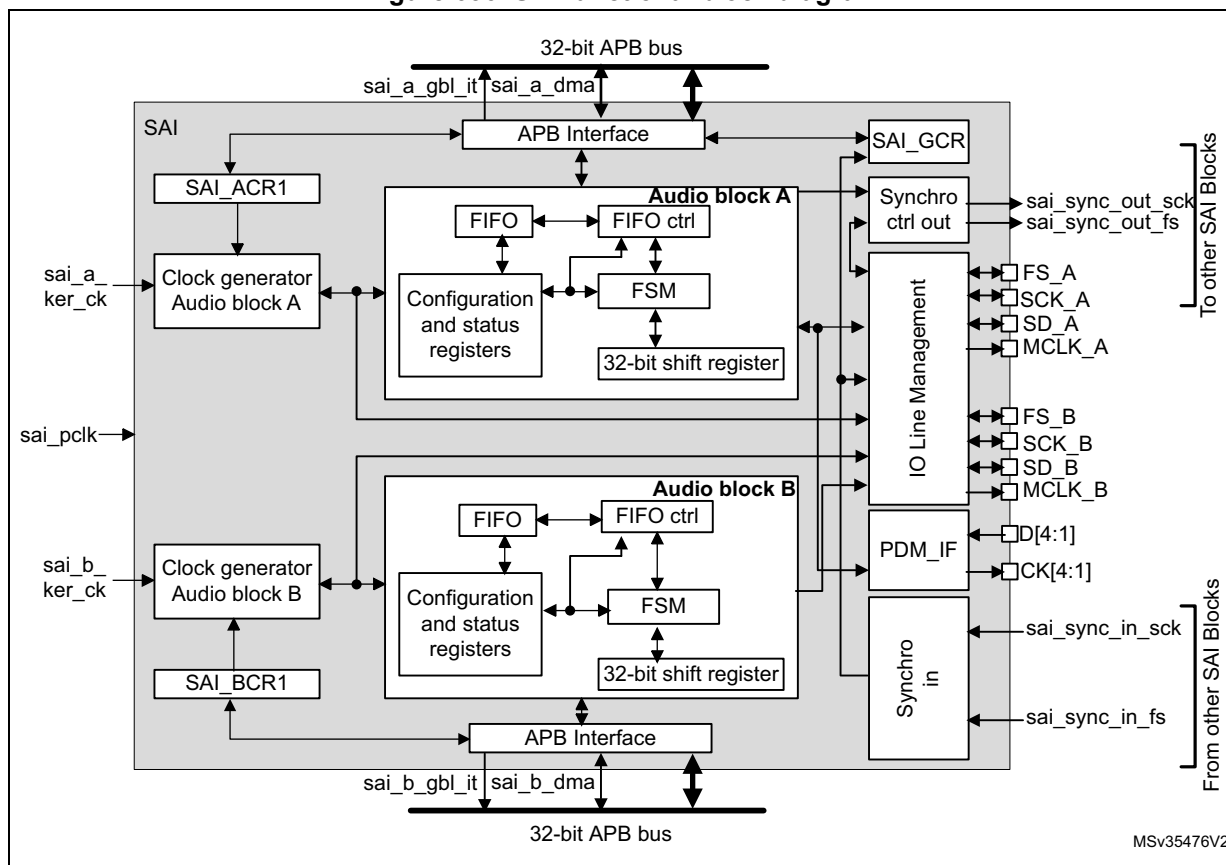 32-bit APB bus
sai_a_gbl_it
sai_a_dma
SAI
APB Interface
SAI_GCR
SAI_ACR1
Audio block A
FIFO
FIFO ctrl
Synchro
ctrl out
sai_sync_out_sck
sai_sync_out_fs
To other SAI Blocks
sai_a_
ker_ck
Clock generator
Audio block A
Configuration
and status
registers
FSM
32-bit shift register
IO Line Management
FS_A
SCK_A
SD_A
MCLK_A
sai_pclk
FS_B
SCK_B
SD_B
MCLK_B
Audio block B
FIFO
FIFO ctrl
PDM_IF
D[4:1]
CK[4:1]
sai_b_
ker_ck
Clock generator
Audio block B
Configuration
and status
registers
FSM
32-bit shift register
SAI_BCR1
Synchro
in
sai_sync_in_sck
sai_sync_in_fs
From other SAI Blocks
APB Interface
sai_b_gbl_it
sai_b_dma
32-bit APB bus
MSv35476V2